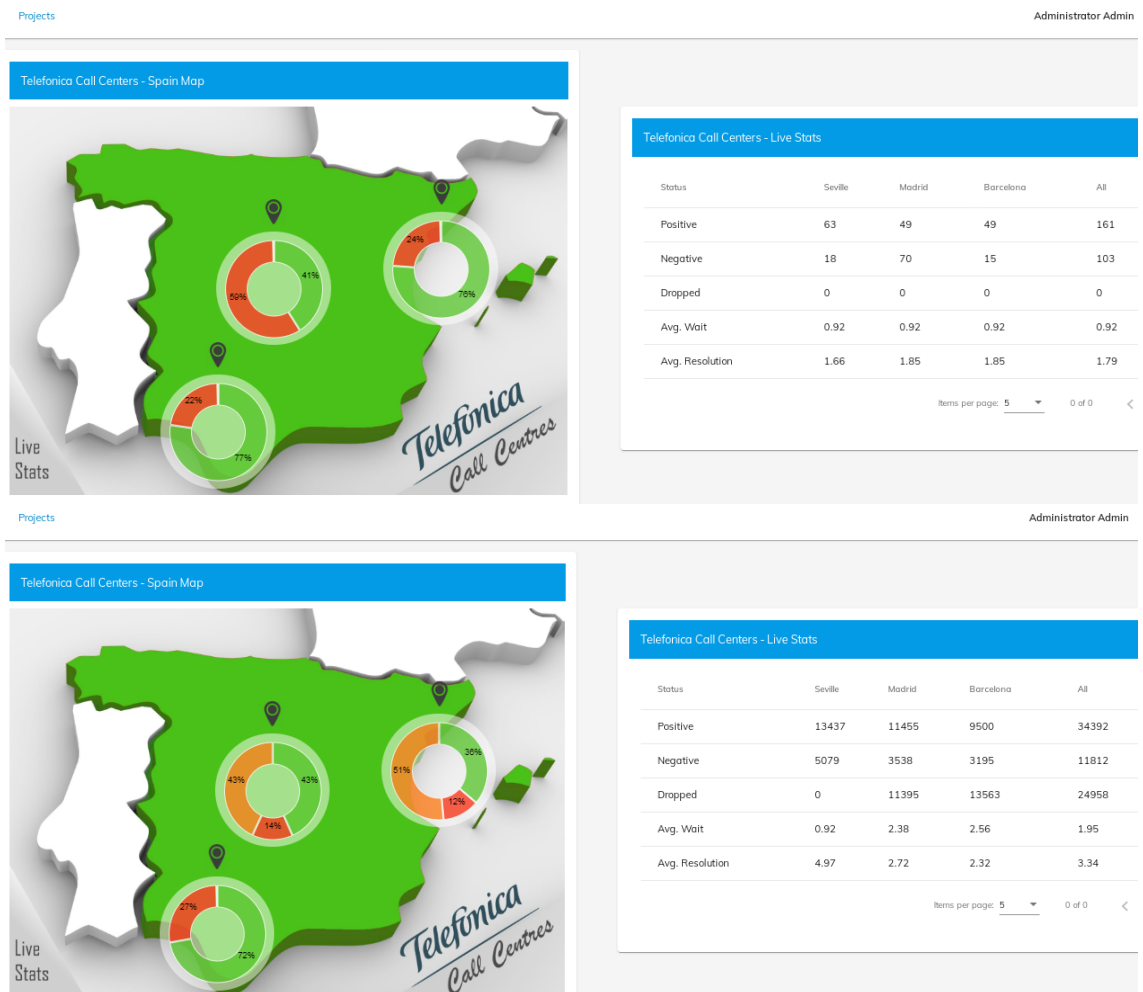 Projects Administrator Admin
Telefonica Call Centers - Spain Map
Telefonica Call Centers - Live Stats
Status Seville Madrid Barcelona All
Positive 63 49 49 161
Negative 18 70 15 103
Dropped 0 0 0 0
Avg. Wait 0.92 0.92 0.92 0.92
Avg. Resolution 1.66 1.85 1.85 1.79
Items per page: 5 0 of 0
24%
76%
41%
59%
22%
77%
Telefonica
Call Centres
Live
Stats
Projects Administrator Admin
Telefonica Call Centers - Spain Map
Telefonica Call Centers - Live Stats
Status Seville Madrid Barcelona All
Positive 13437 11455 9500 34392
Negative 5079 3538 3195 11812
Dropped 0 11395 13563 24958
Avg. Wait 0.92 2.38 2.56 1.95
Avg. Resolution 4.97 2.72 2.32 3.34
Items per page: 5 0 of 0
36%
51%
12%
43% 43%
14%
27%
72%
Telefonica
Call Centres
Live
Stats